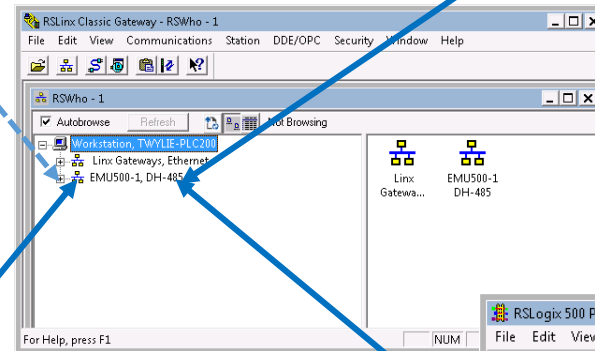 RSLinx Classic Gateway - RSWho - 1
File Edit View Communications Station DDE/OPC Security Window Help
RSWho - 1
Autobrowse Refresh Not Browsing
Workstation, TWYLIE-PLC200
Linx Gateways, Ethernet
EMU500-1, DH-485
Linx Gatewa...
EMU500-1 DH-485
For Help, press F1
NUM
RSLogix 500 P
File Edit View